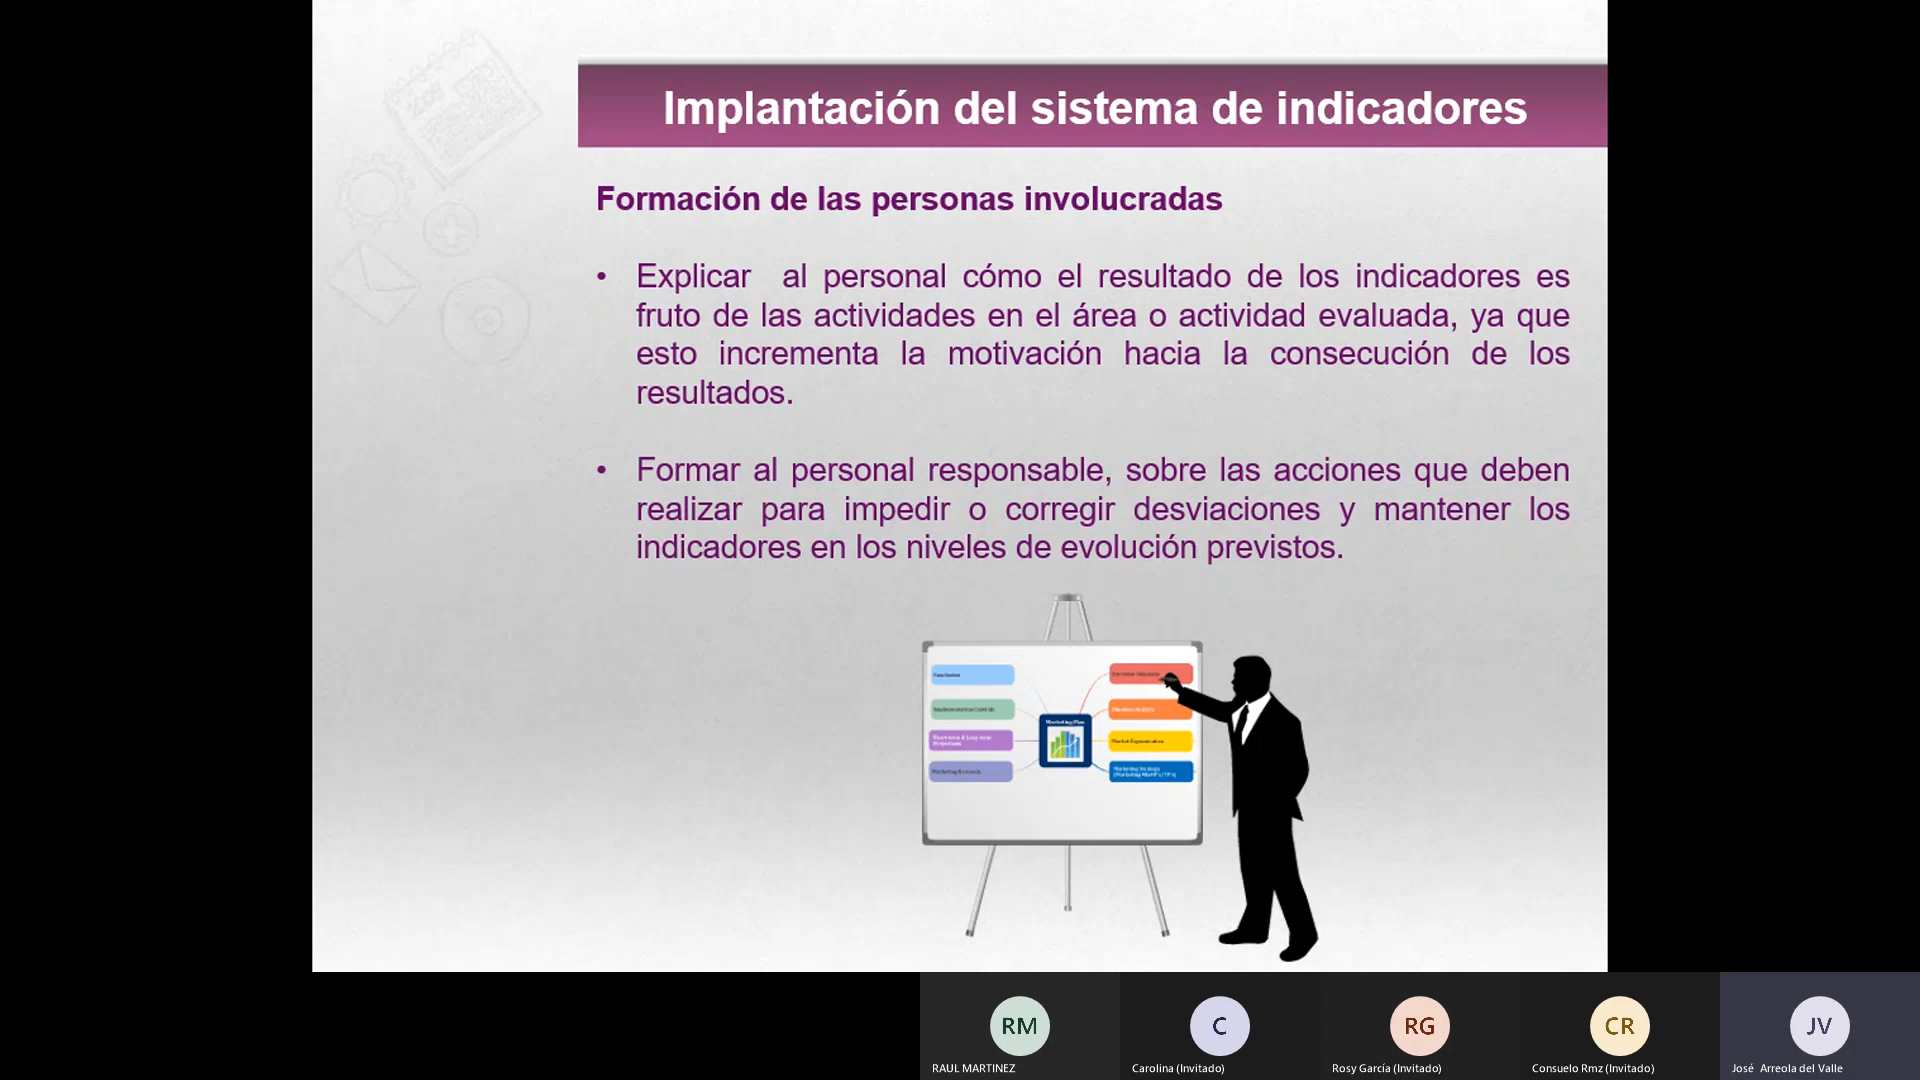 Implantación del sistema de indicadores
Formación de las personas involucradas
• Explicar al personal cómo el resultado de los indicadores es
fruto de las actividades en el área o actividad evaluada, ya que
esto incrementa la motivación hacia la consecución de los
resultados.
• Formar al personal responsable, sobre las acciones que deben
realizar para impedir o corregir desviaciones y mantener los
indicadores en los niveles de evolución previstos.
Marketing Plan
RM
C
RG
CR
JV
RAUL MARTINEZ
Carolina (Invitado)
Rosy García (Invitado)
Consuelo Rmz (Invitado)
José Arreola del Valle